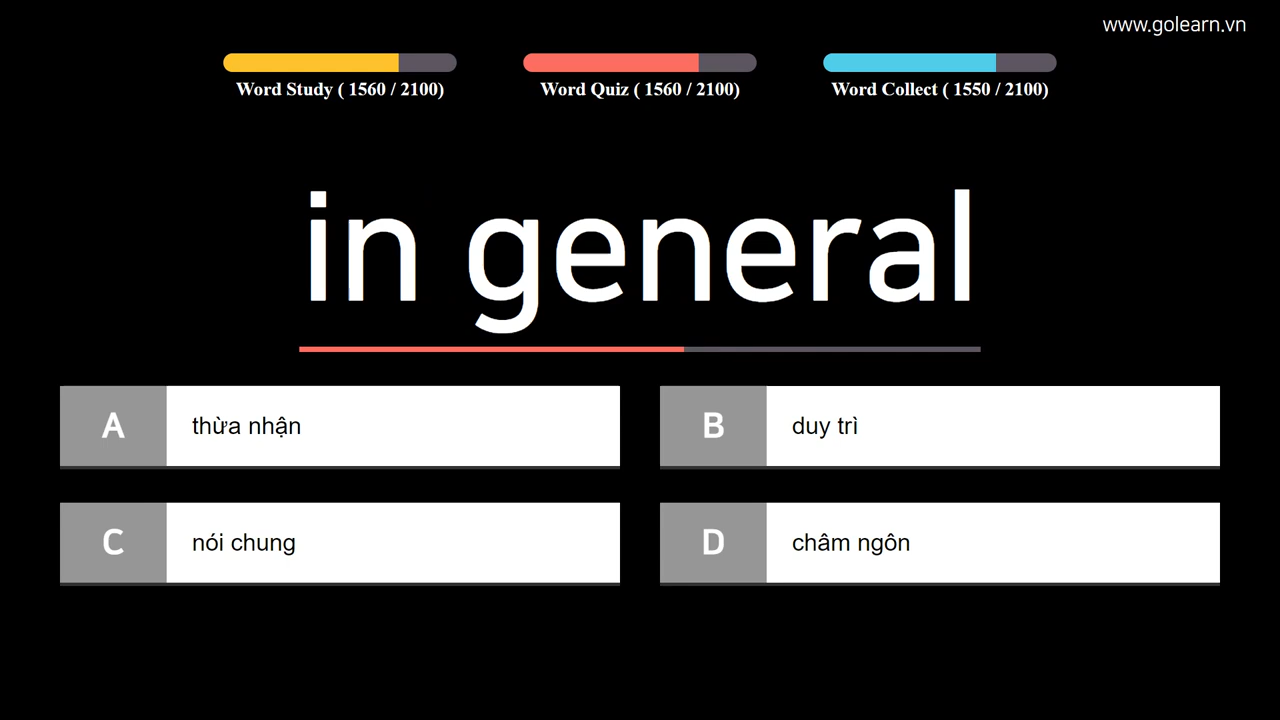 www.golearn.vn
Word Study ( 1560 / 2100)
Word Quiz ( 1560 / 2100)
Word Collect ( 1550 / 2100)
in general
A thừa nhận
B duy trì
C nói chung
D châm ngôn